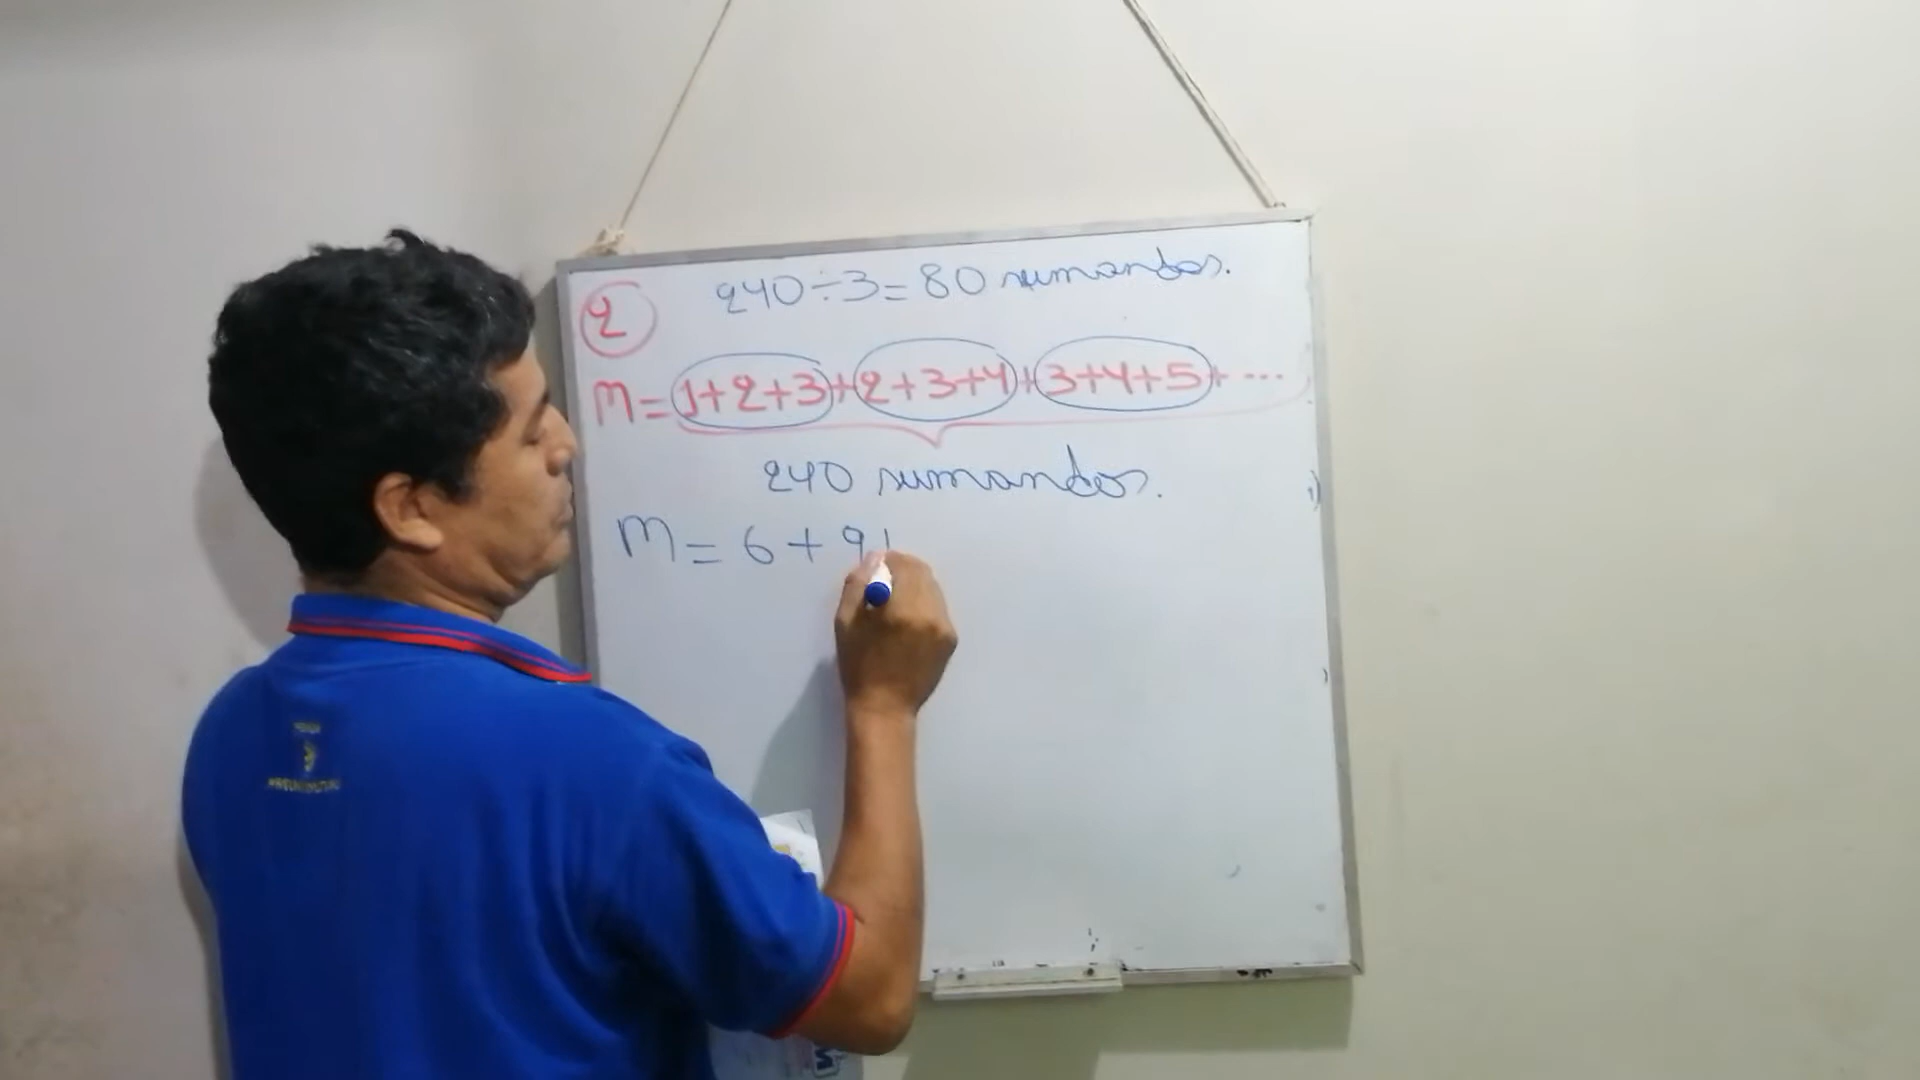 240÷3=80 sumandos.
2
M=1+2+3+2+3+4+3+4+5+...
240 sumandos.
M=6+9